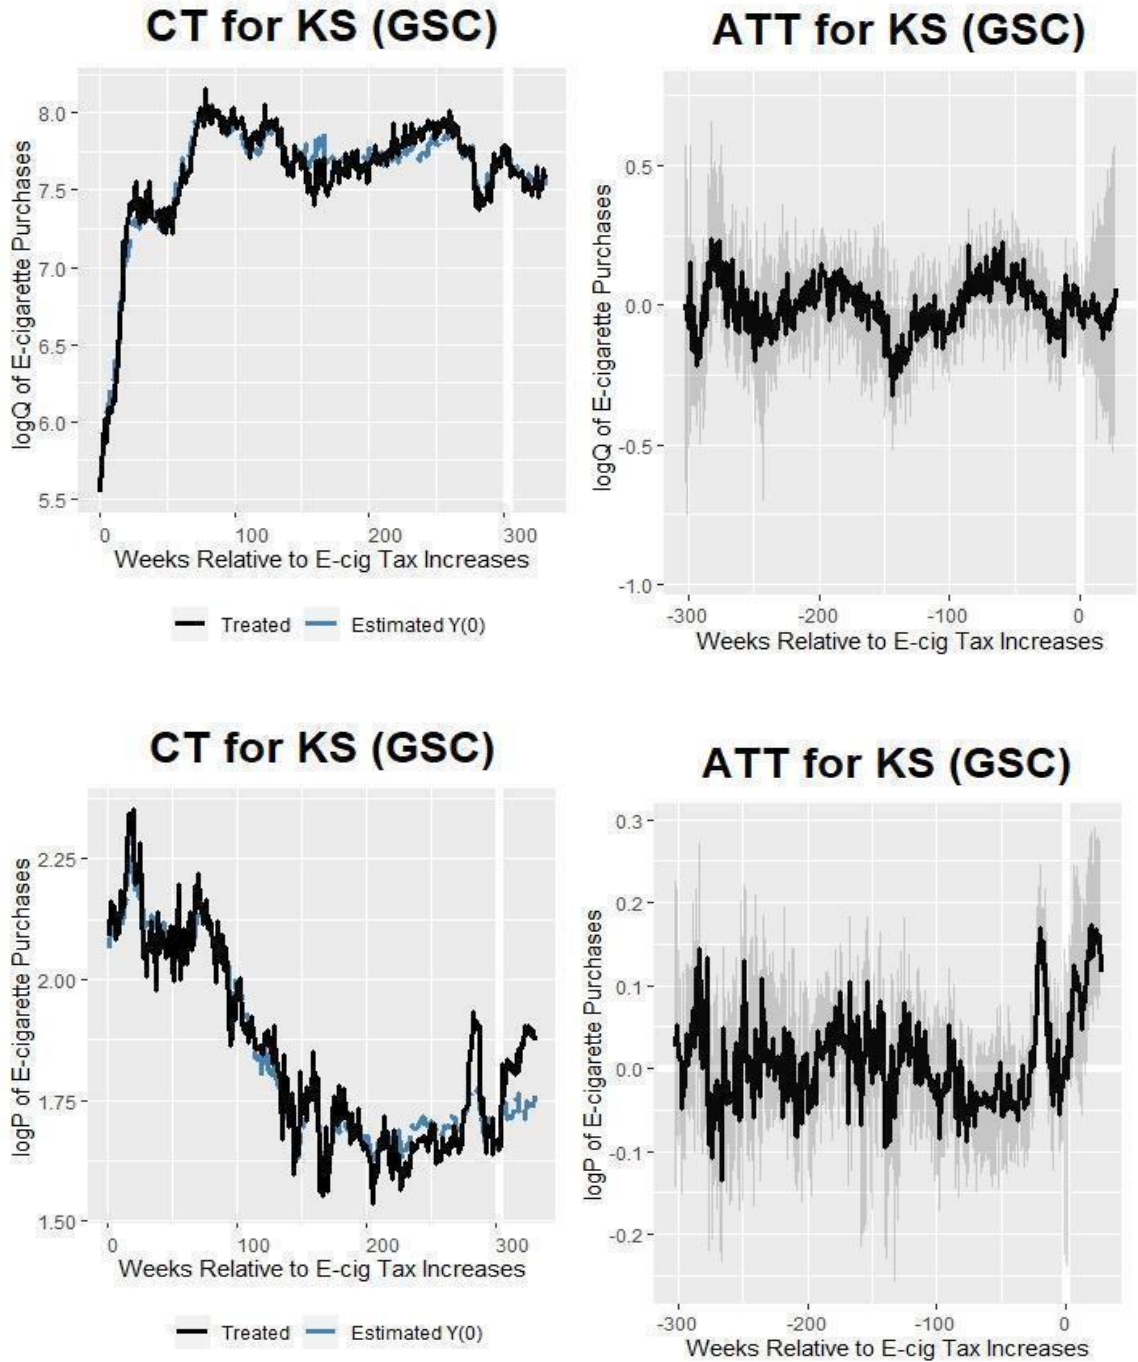 CT for KS (GSC)
logQ of E-cigarette Purchases
8.0
7.5
7.0
6.5
6.0
5.5
0 100 200 300
Weeks Relative to E-cig Tax Increases
Treated Estimated Y(0)
ATT for KS (GSC)
logQ of E-cigarette Purchases
0.5
0.0
-0.5
-1.0
-300 -200 -100 0
Weeks Relative to E-cig Tax Increases
CT for KS (GSC)
logP of E-cigarette Purchases
2.25
2.00
1.75
1.50
0 100 200 300
Weeks Relative to E-cig Tax Increases
Treated Estimated Y(0)
ATT for KS (GSC)
logP of E-cigarette Purchases
0.3
0.2
0.1
0.0
-0.1
-0.2
-300 -200 -100 0
Weeks Relative to E-cig Tax Increases